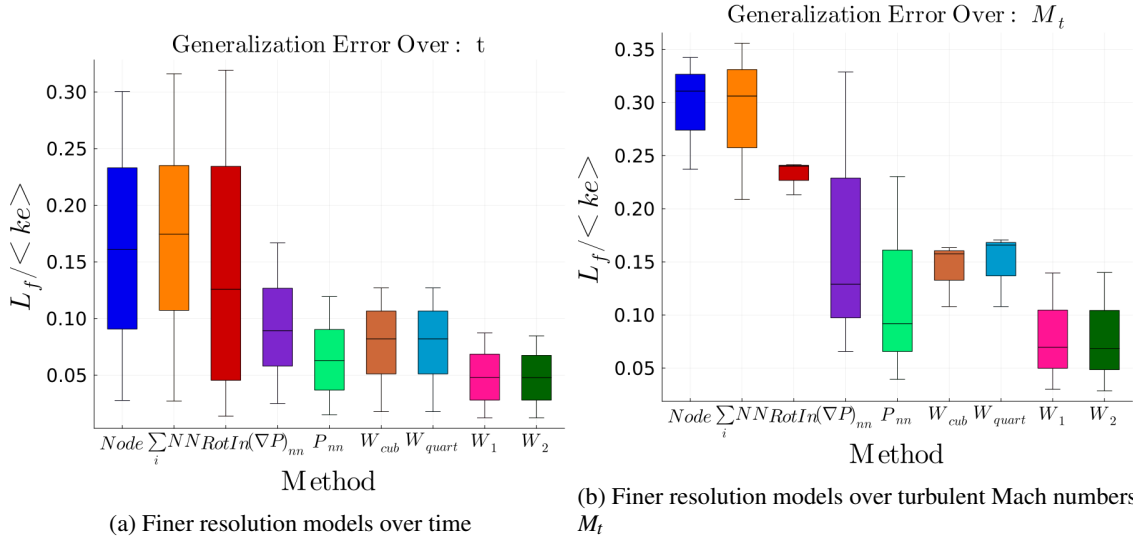 Generalization Error Over: t
L_f/<ke>
0.30
0.25
0.20
0.15
0.10
0.05
Node ∑_i NN RotIn (∇P)_nn P_nn W_cub W_quart W_1 W_2
Method
(a) Finer resolution models over time
Generalization Error Over: M_t
L_f/<ke>
0.35
0.30
0.25
0.20
0.15
0.10
0.05
Node ∑_i NN RotIn (∇P)_nn P_nn W_cub W_quart W_1 W_2
Method
(b) Finer resolution models over turbulent Mach numbers
M_t